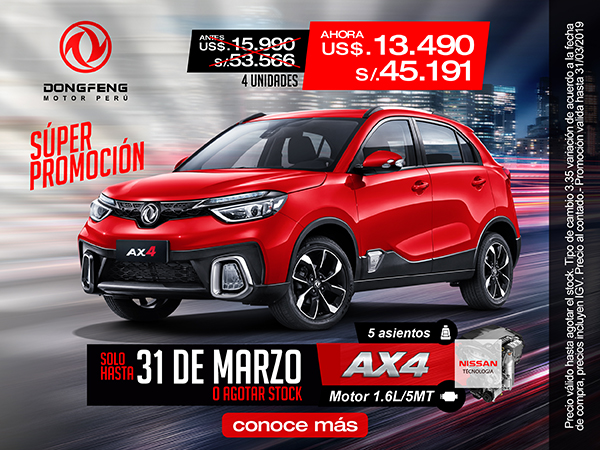 DONGFENG
MOTOR PERÚ
ANTES
US$. 15.990
S/.53.566
4 UNIDADES
AHORA
US$. 13.490
S/.45.191
SÚPER
PROMOCIÓN
AX4
SOLO
HASTA
31 DE MARZO
O AGOTAR STOCK
5 asientos
AX4
Motor 1.6L/5MT
NISSAN
TECNOLOGIA
conoce más
Precio válido hasta agotar el stock. Tipo de cambio 3.35 variación de acuerdo a la fecha
de compra, precios incluyen IGV. Precio al contado.- Promoción valida hasta 31/03/2019